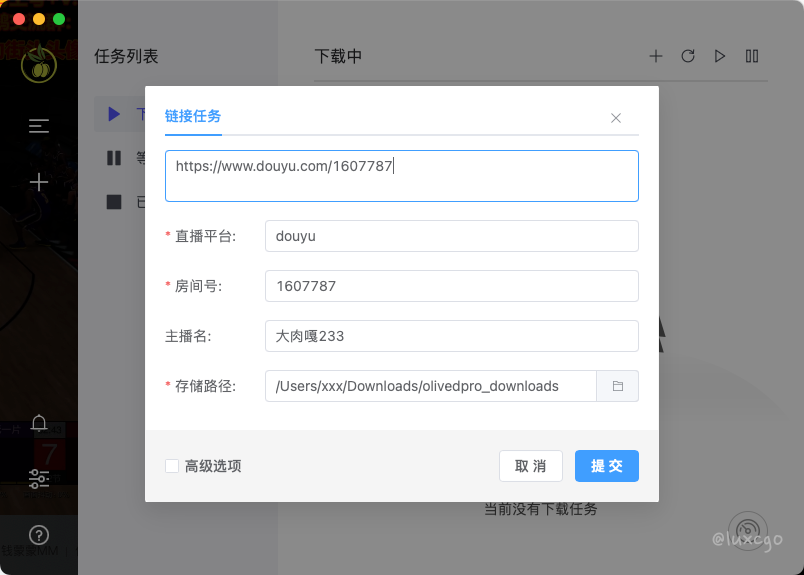 任务列表
下载中
链接任务
https://www.douyu.com/1607787
* 直播平台: douyu
* 房间号: 1607787
主播名: 大肉嘎233
* 存储路径: /Users/xxx/Downloads/olivedpro_downloads
高级选项
取 消
提 交
当前没有下载任务
@luxcgo
7